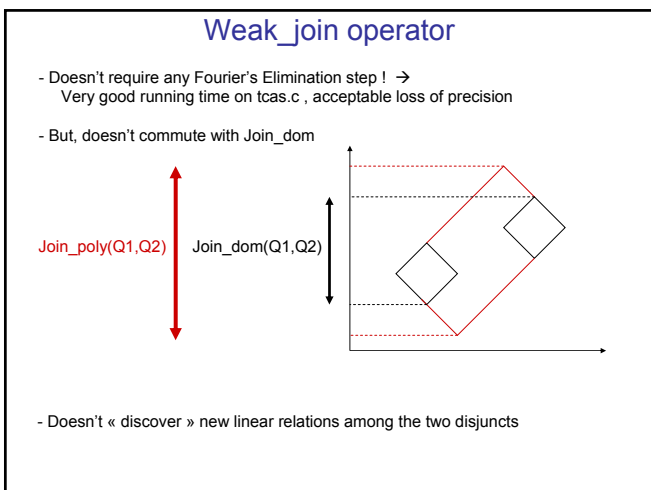 Weak_join operator
- Doesn't require any Fourier's Elimination step ! →
Very good running time on tcas.c , acceptable loss of precision
- But, doesn't commute with Join_dom
Join_poly(Q1,Q2) Join_dom(Q1,Q2)
- Doesn't « discover » new linear relations among the two disjuncts